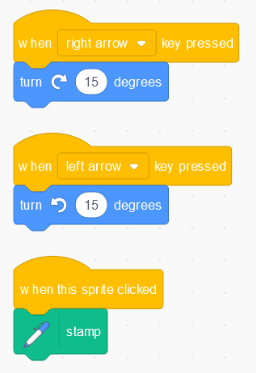 when right arrow key pressed
turn 15 degrees
when left arrow key pressed
turn 15 degrees
when this sprite clicked
stamp